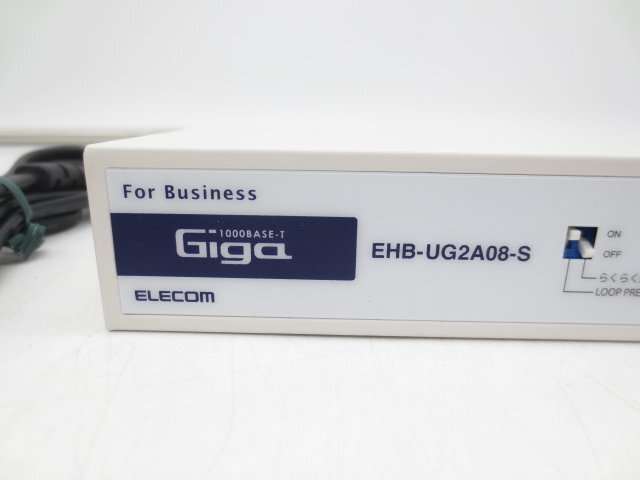 For Business
1000BASE-T
Giga
EHB-UG2A08-S
ELECOM
ON
OFF
らくらく
LOOP PRE